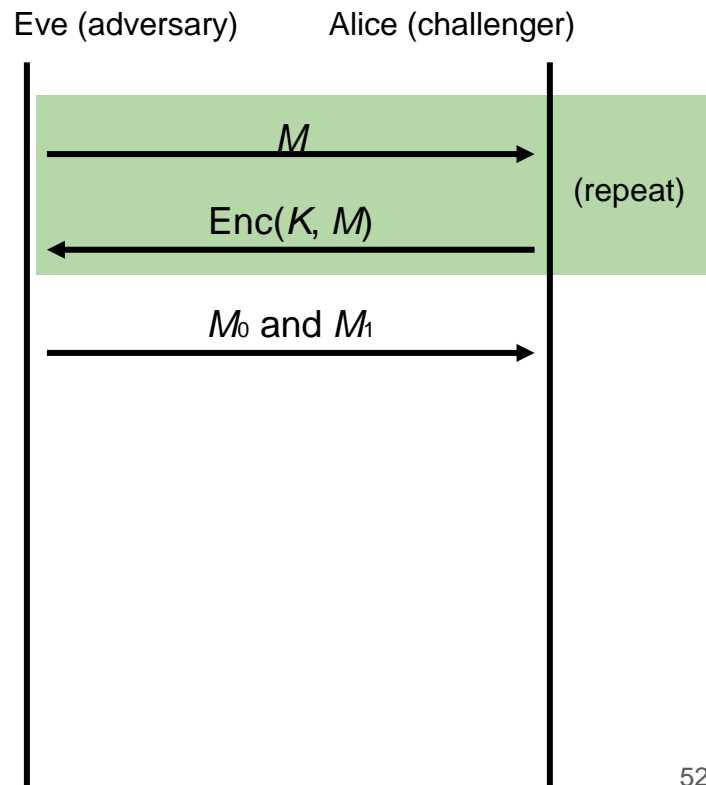 Eve (adversary) Alice (challenger)
M
(repeat)
Enc(K, M)
M₀ and M₁
52